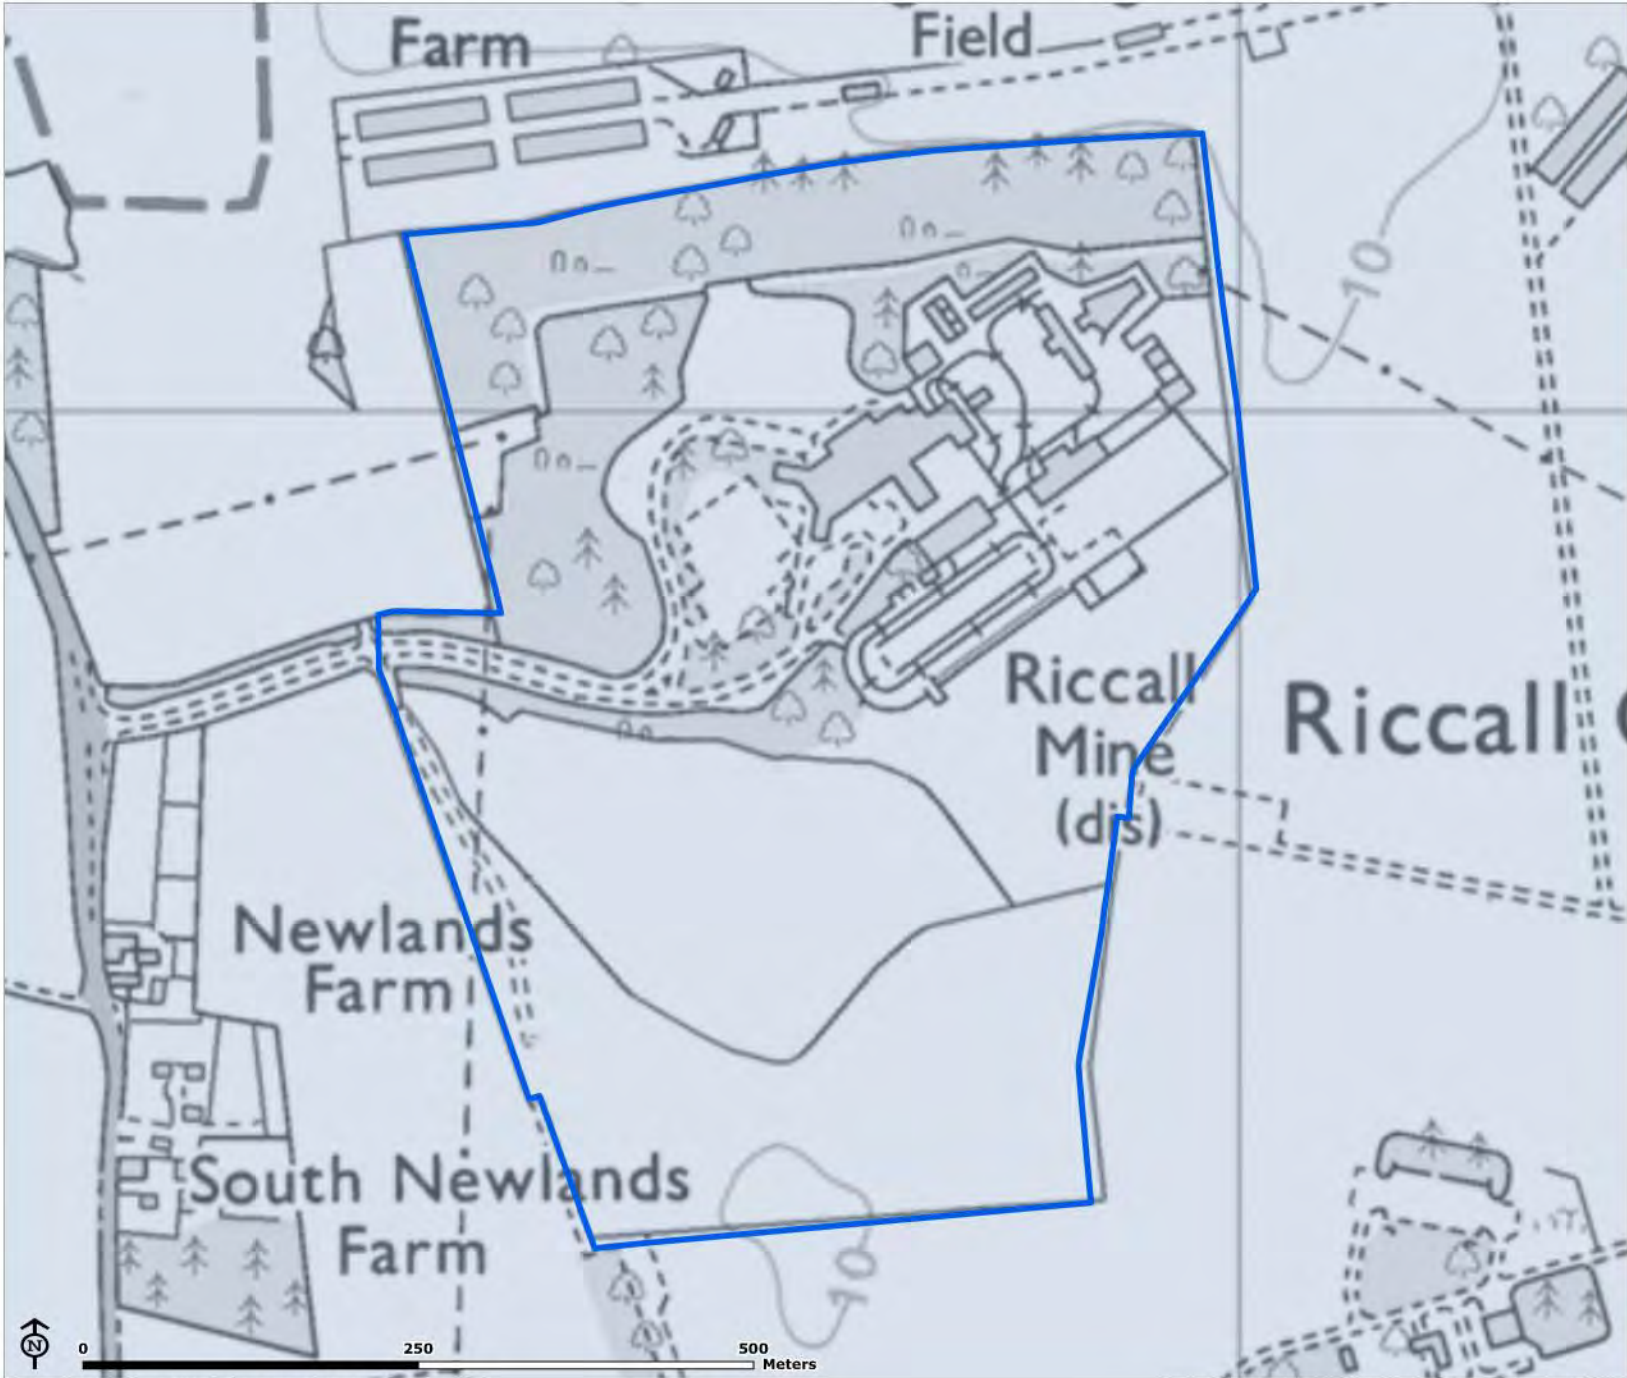 Farm
Field
10
Riccall
Mine
(dis)
Riccall
Newlands
Farm
South Newlands
Farm
10
N
0 250 500
Meters